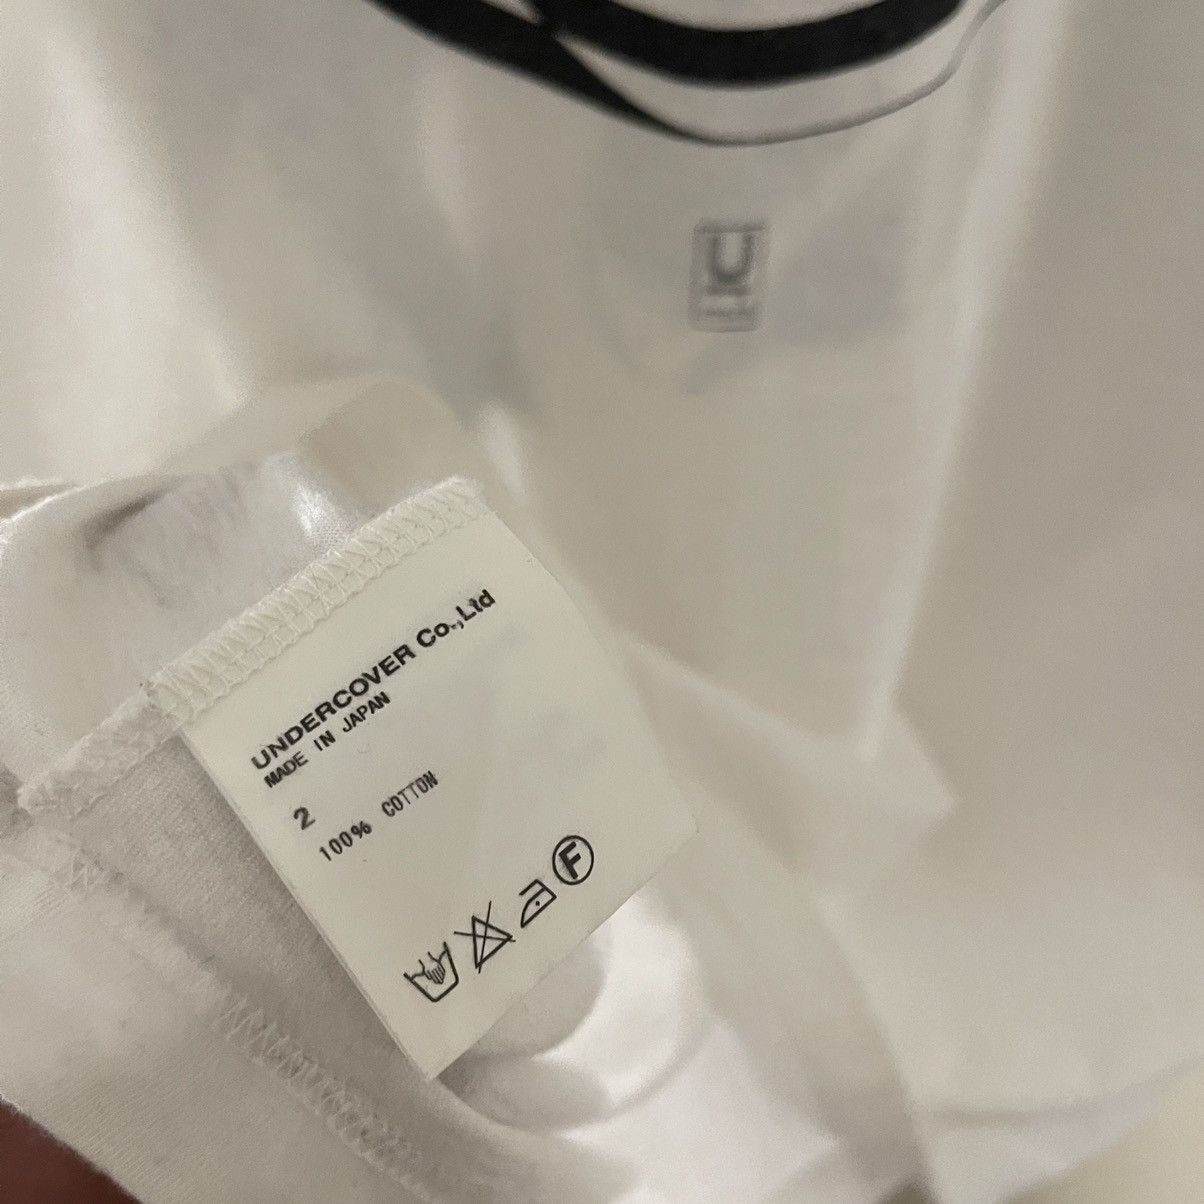 U
UNDERCOVER Co.,Ltd
MADE IN JAPAN
2
100% COTTON
F